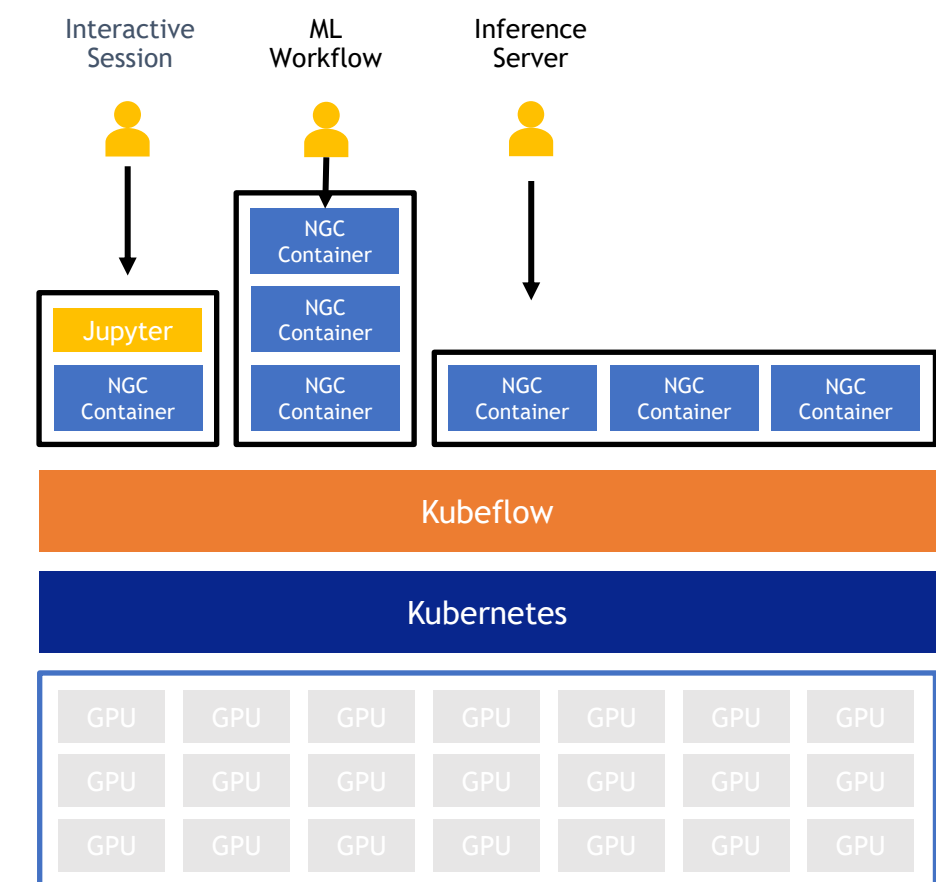 Interactive
Session
ML
Workflow
Inference
Server
NGC
Container
NGC
Container
NGC
Container
Jupyter
NGC
Container
NGC
Container
NGC
Container
NGC
Container
Kubeflow
Kubernetes
GPU GPU GPU GPU GPU GPU GPU
GPU GPU GPU GPU GPU GPU GPU
GPU GPU GPU GPU GPU GPU GPU